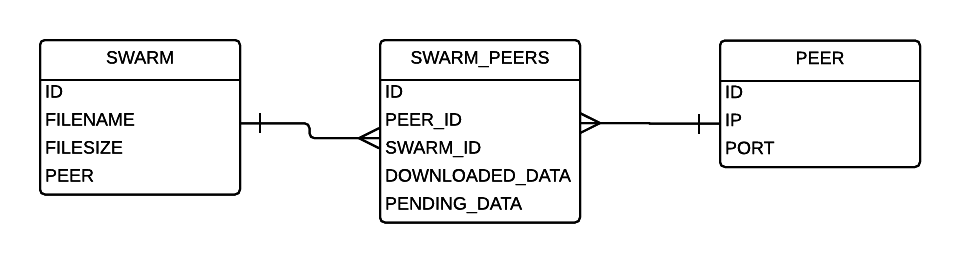 SWARM
ID
FILENAME
FILESIZE
PEER
SWARM_PEERS
ID
PEER_ID
SWARM_ID
DOWNLOADED_DATA
PENDING_DATA
PEER
ID
IP
PORT